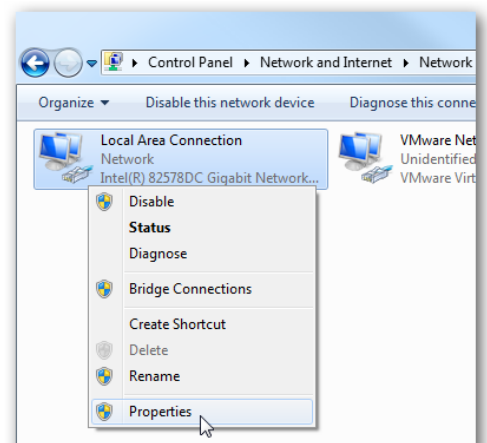 Control Panel Network and Internet Network
Organize Disable this network device Diagnose this conne
Local Area Connection
Network
Intel(R) 82578DC Gigabit Network...
VMware Net
Unidentified
VMware Virt
Disable
Status
Diagnose
Bridge Connections
Create Shortcut
Delete
Rename
Properties